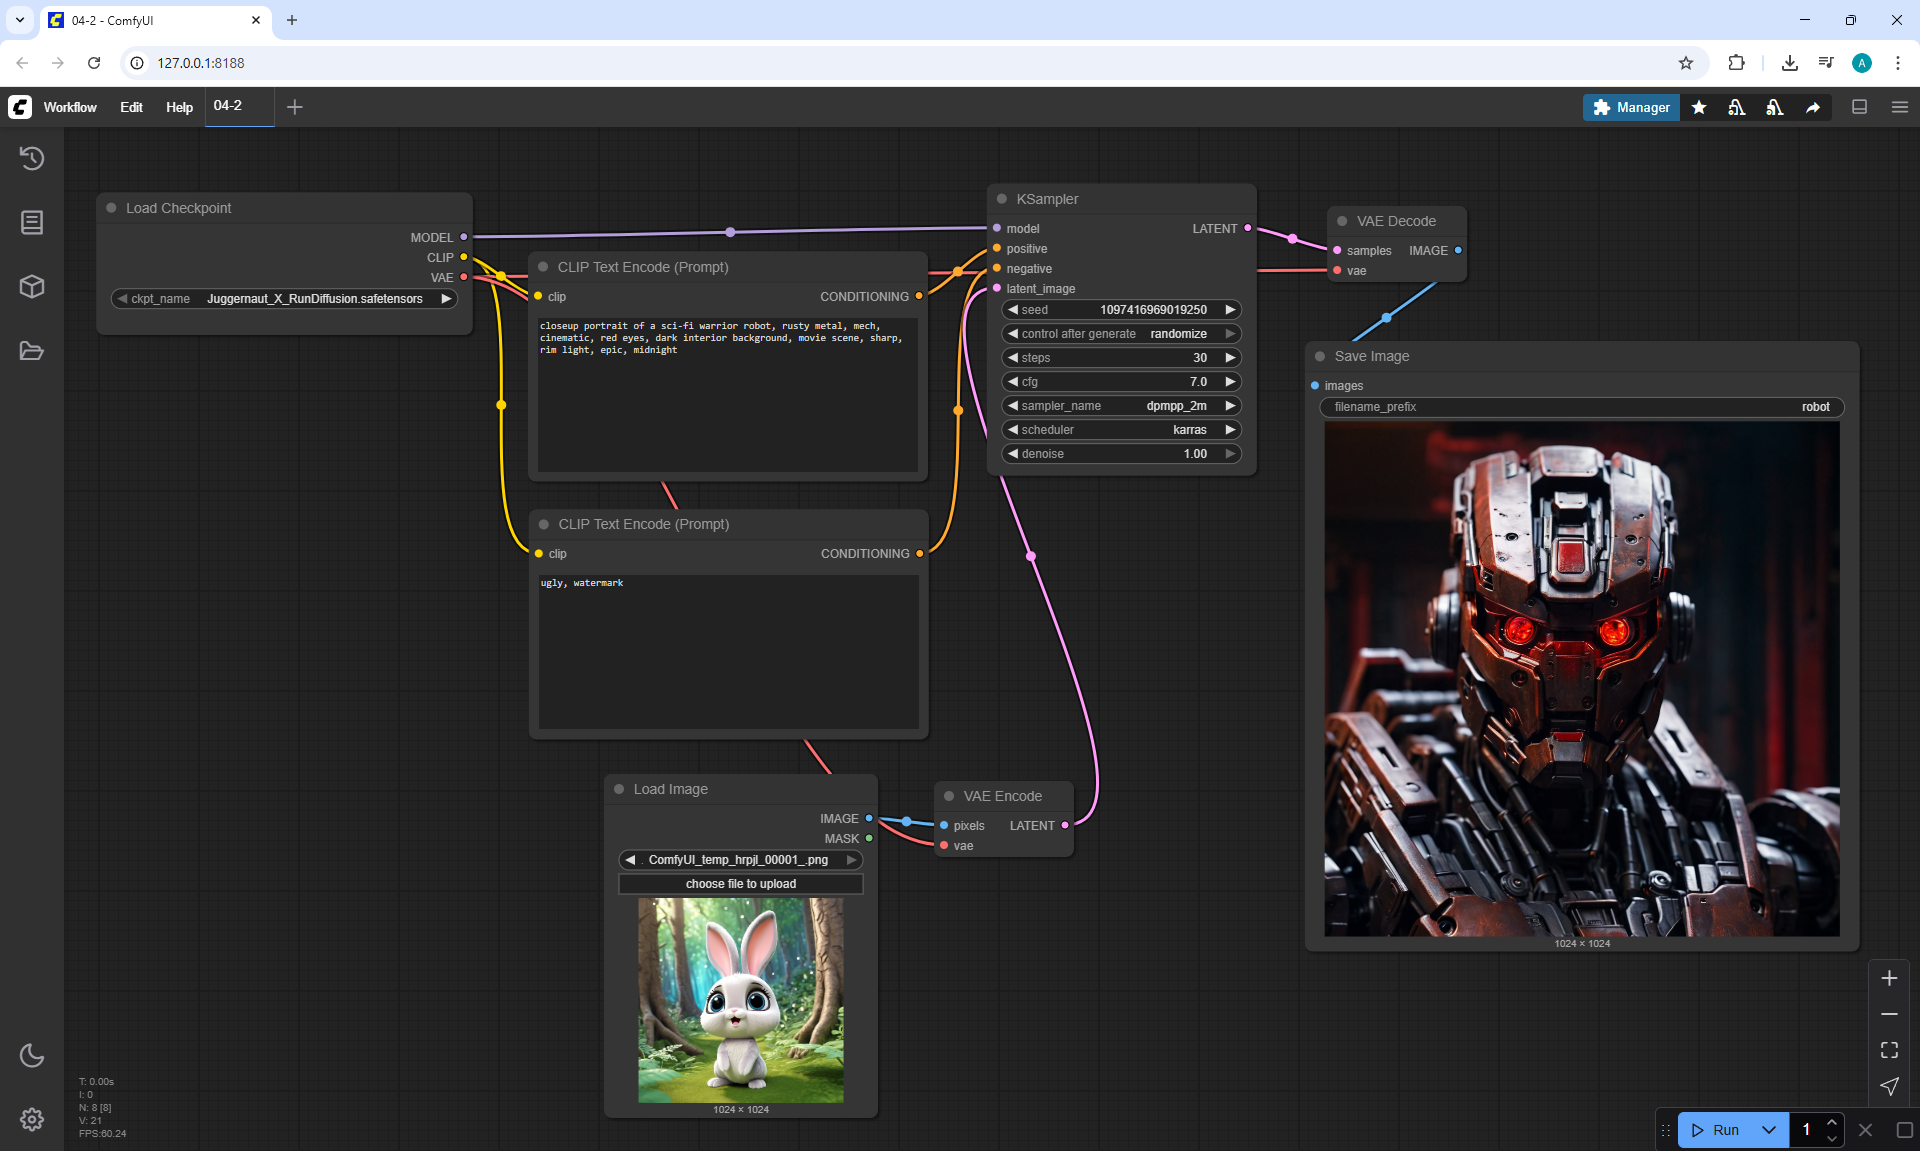 04-2 - ComfyUI
127.0.0.1:8188
A
Workflow
Edit
Help
04-2
Manager
Load Checkpoint
MODEL
CLIP
VAE
ckpt_name Juggernaut_X_RunDiffusion.safetensors
CLIP Text Encode (Prompt)
clip CONDITIONING
closeup portrait of a sci-fi warrior robot, rusty metal, mech,
cinematic, red eyes, dark interior background, movie scene, sharp,
rim light, epic, midnight
CLIP Text Encode (Prompt)
clip CONDITIONING
ugly, watermark
KSampler
model LATENT
positive
negative
latent_image
seed 1097416969019250
control after generate randomize
steps 30
cfg 7.0
sampler_name dpmpp_2m
scheduler karras
denoise 1.00
VAE Decode
samples IMAGE
vae
Save Image
images
filename_prefix robot
1024 × 1024
Load Image
IMAGE
MASK
ComfyUI_temp_hrpjl_00001_.png
choose file to upload
1024 × 1024
VAE Encode
pixels LATENT
vae
T: 0.00s
I: 0
N: 8 [8]
V: 21
FPS:60.24
Run
1